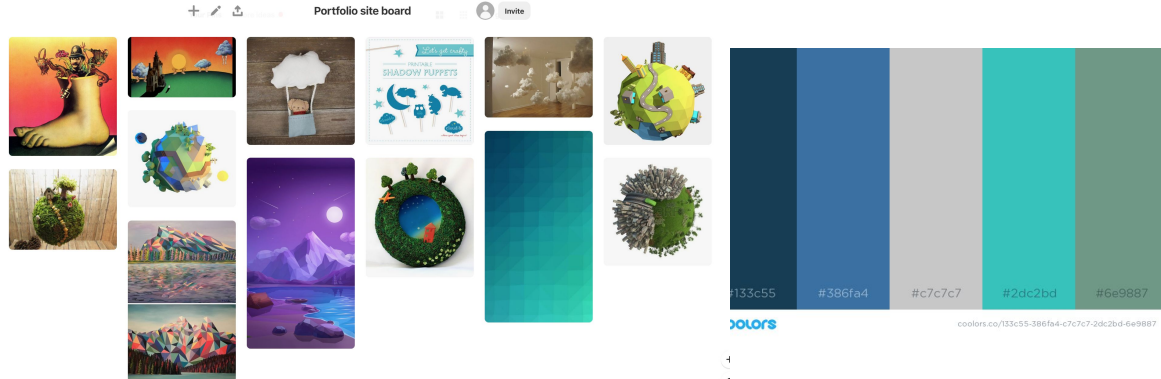 Portfolio site board
Invite
Let's get crafty
PRINTABLE
SHADOW PUPPETS
#133c55
#386fa4
#c7c7c7
#2dc2bd
#6e9887
coolors
coolors.co/133c55-386fa4-c7c7c7-2dc2bd-6e9887